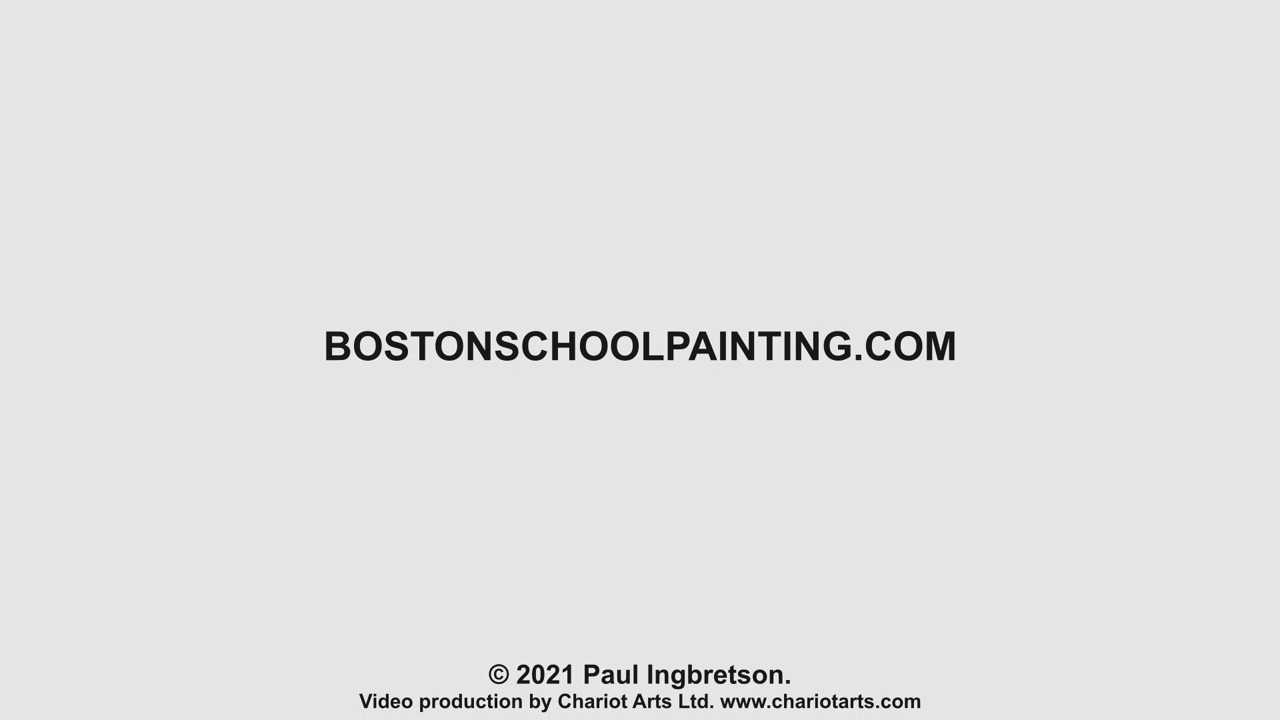 BOSTONSCHOOLPAINTING.COM
© 2021 Paul Ingbretson.
Video production by Chariot Arts Ltd. www.chariotarts.com